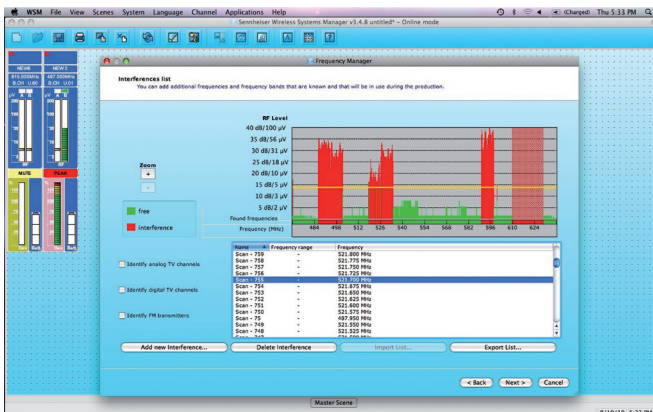 WSM File View Scenes System Language Channel Applications Help
(Charged) Thu 5:33 PM
Sennheiser Wireless Systems Manager v3.4.8 untitled* - Online mode
NEW6 NEW 2
Frequency Manager
Interferences list
You can add additional frequencies and frequency bands that are known and that will be in use during the production.
RF Level
40 dB/100 µV
35 dB/56 µV
30 dB/31 µV
25 dB/18 µV
20 dB/10 µV
15 dB/5 µV
10 dB/3 µV
5 dB/2 µV
Found frequencies
Frequency (MHz) 484 498 512 526 540 554 568 582 596 610 624
Zoom
+
-
free
interference
MUTE PEAK
Name Frequency range Frequency
Scan - 759 - 521.800 MHz
Scan - 758 - 521.775 MHz
Scan - 757 - 521.750 MHz
Scan - 756 - 521.725 MHz
Scan - 755 - 521.700 MHz
Scan - 754 - 521.675 MHz
Scan - 753 - 521.650 MHz
Scan - 752 - 521.625 MHz
Scan - 751 - 521.600 MHz
Scan - 750 - 521.575 MHz
Scan - 75 - 487.950 MHz
Scan - 749 - 521.550 MHz
Scan - 748 - 521.525 MHz
Identify analog TV channels
Identify digital TV channels
Identify FM transmitters
Add new Interference... Delete Interference Import List... Export List...
< Back Next > Cancel
Master Scene